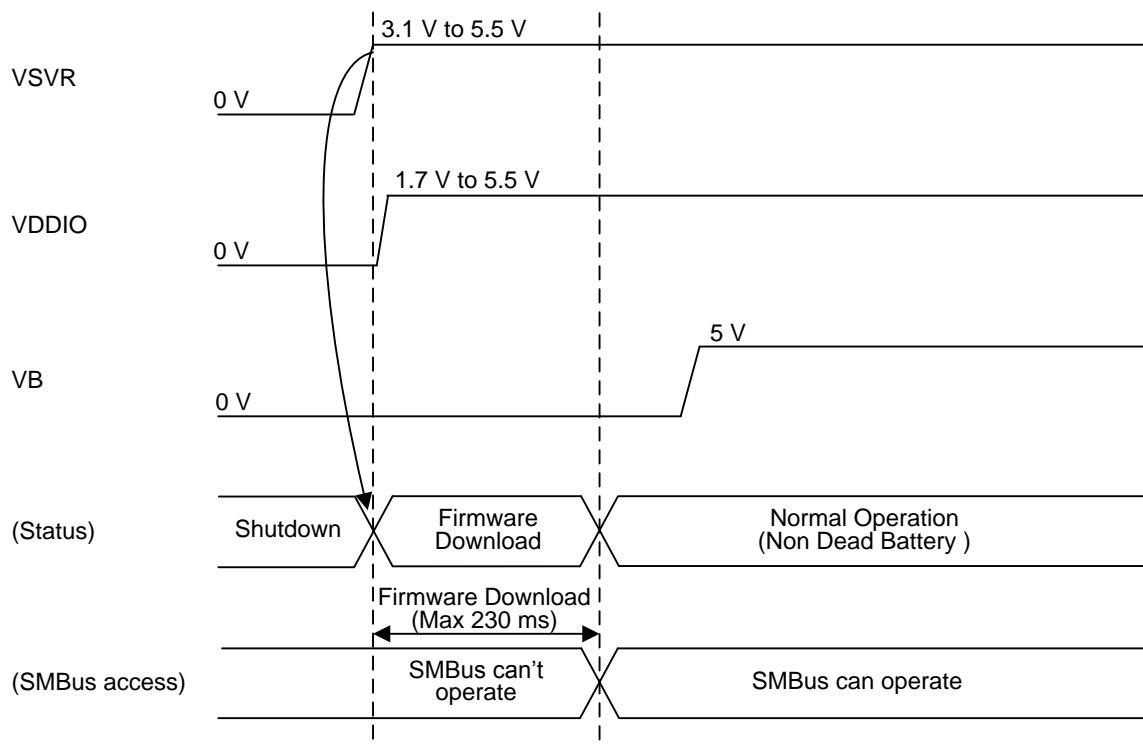 3.1 V to 5.5 V
VSVR
0 V
1.7 V to 5.5 V
VDDIO
0 V
5 V
VB
0 V
(Status)
Shutdown
Firmware
Download
Normal Operation
(Non Dead Battery )
Firmware Download
(Max 230 ms)
(SMBus access)
SMBus can't
operate
SMBus can operate